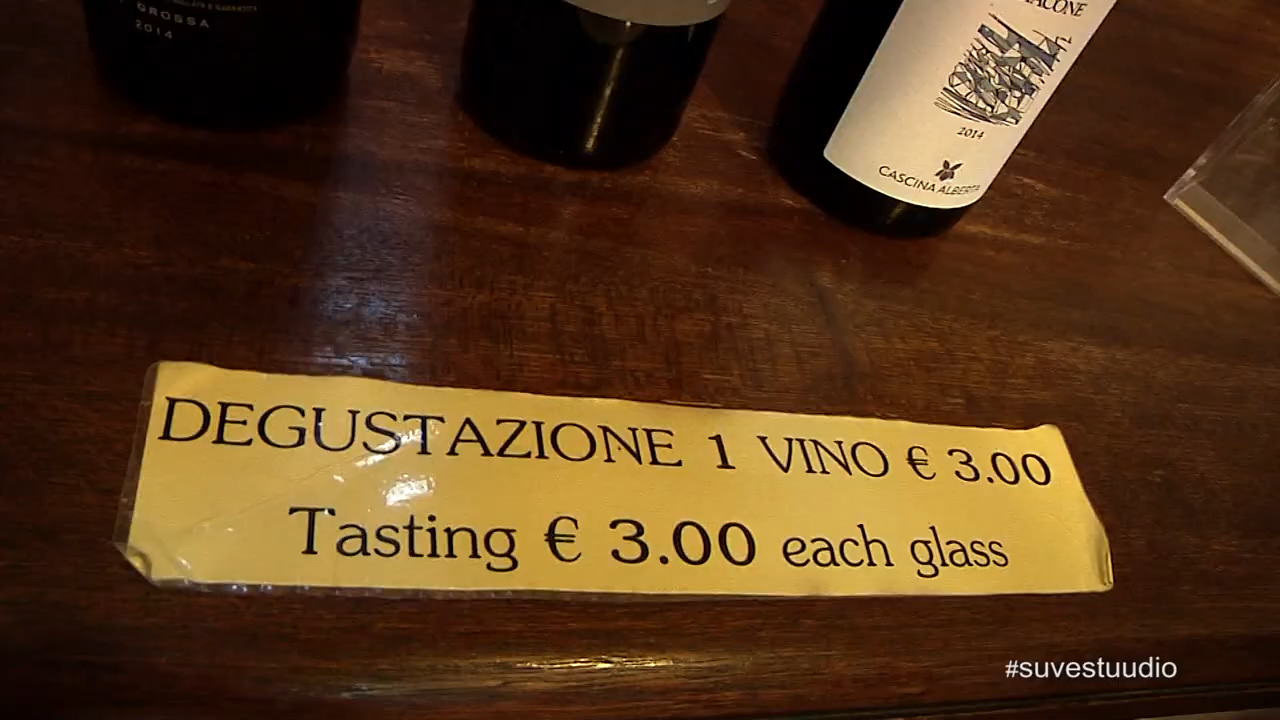 GROSSA
2014
2014
CASCINA ALBERTA
DEGUSTAZIONE 1 VINO € 3.00
Tasting € 3.00 each glass
#suvestuudio